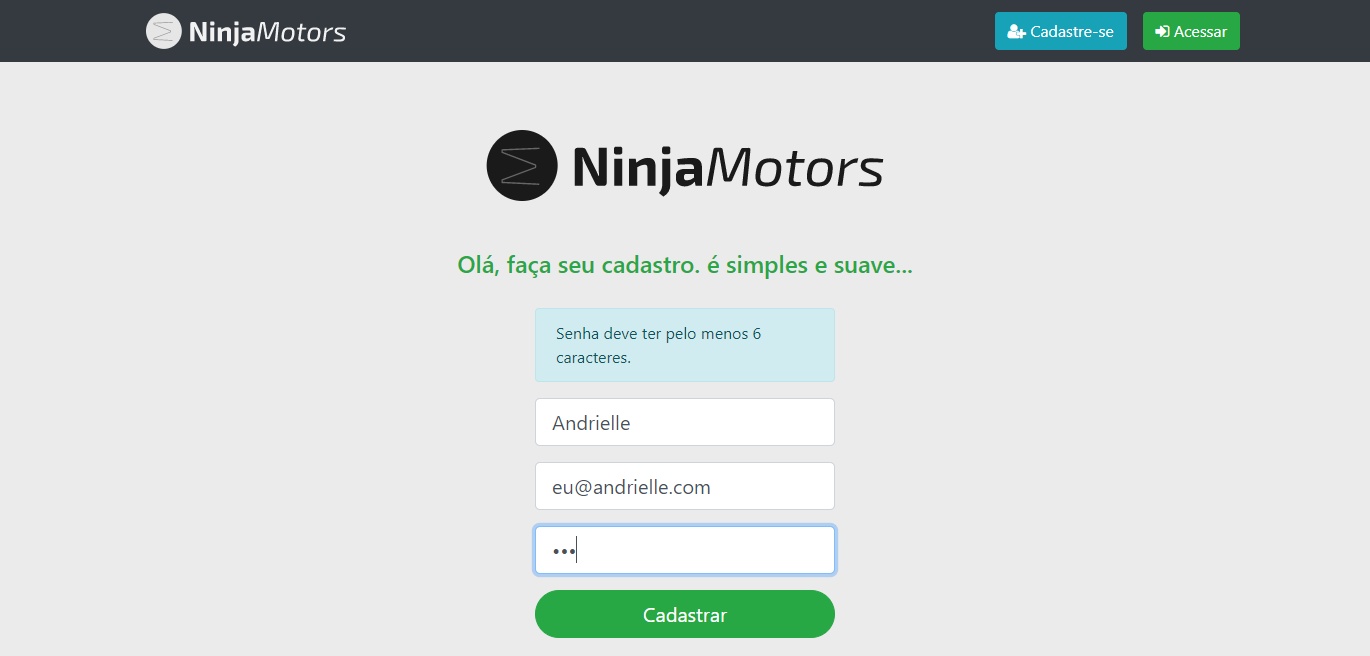 NinjaMotors
Cadastre-se
Acessar
NinjaMotors
Olá, faça seu cadastro. é simples e suave...
Senha deve ter pelo menos 6
caracteres.
Andrielle
eu@andrielle.com
•••
Cadastrar